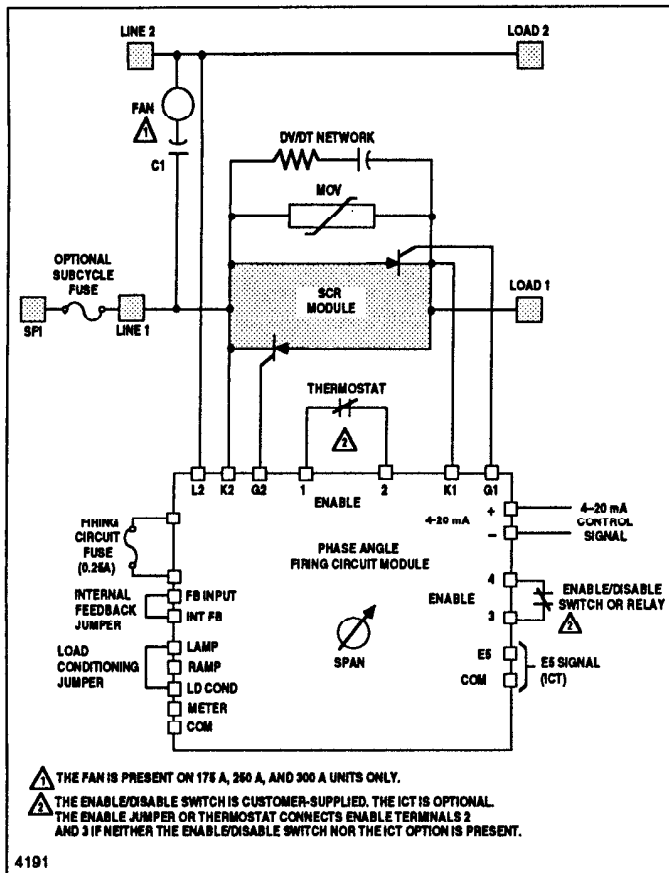 LINE 2
LOAD 2
FAN
1
C1
DV/DT NETWORK
MOV
OPTIONAL
SUBCYCLE
FUSE
SCR
MODULE
LOAD 1
SPI
LINE 1
THERMOSTAT
2
L2 K2 G2 1 2 K1 G1
ENABLE
FIRING
CIRCUIT
FUSE
(0.25A)
4-20 mA
+
–
4–20 mA
CONTROL
SIGNAL
PHASE ANGLE
FIRING CIRCUIT MODULE
INTERNAL
FEEDBACK
JUMPER
FB INPUT
INT FB
ENABLE
4
3
ENABLE/DISABLE
SWITCH OR RELAY
2
LOAD
CONDITIONING
JUMPER
LAMP
RAMP
LD COND
METER
COM
SPAN
E5
COM
E5 SIGNAL
(ICT)
1 THE FAN IS PRESENT ON 175 A, 250 A, AND 300 A UNITS ONLY.
2 THE ENABLE/DISABLE SWITCH IS CUSTOMER-SUPPLIED. THE ICT IS OPTIONAL.
THE ENABLE JUMPER OR THERMOSTAT CONNECTS ENABLE TERMINALS 2
AND 3 IF NEITHER THE ENABLE/DISABLE SWITCH NOR THE ICT OPTION IS PRESENT.
4191